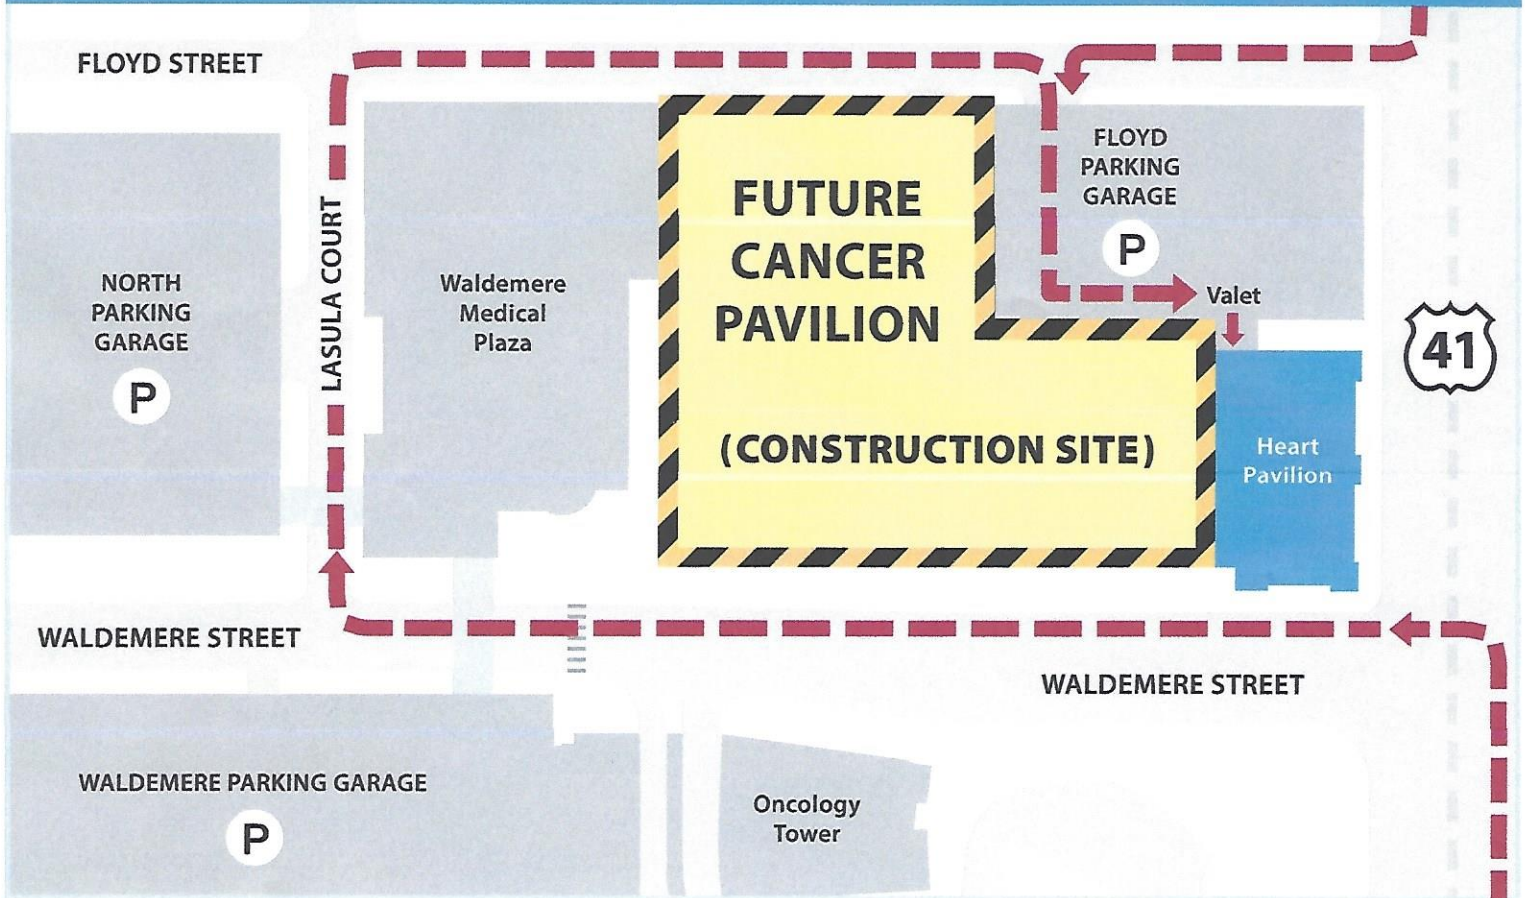 FLOYD STREET
FLOYD
PARKING
GARAGE
P
FUTURE
CANCER
PAVILION
(CONSTRUCTION SITE)
LASULA COURT
NORTH
PARKING
GARAGE
P
Waldemere
Medical
Plaza
Valet
41
Heart
Pavilion
WALDEMERE STREET
WALDEMERE STREET
WALDEMERE PARKING GARAGE
P
Oncology
Tower